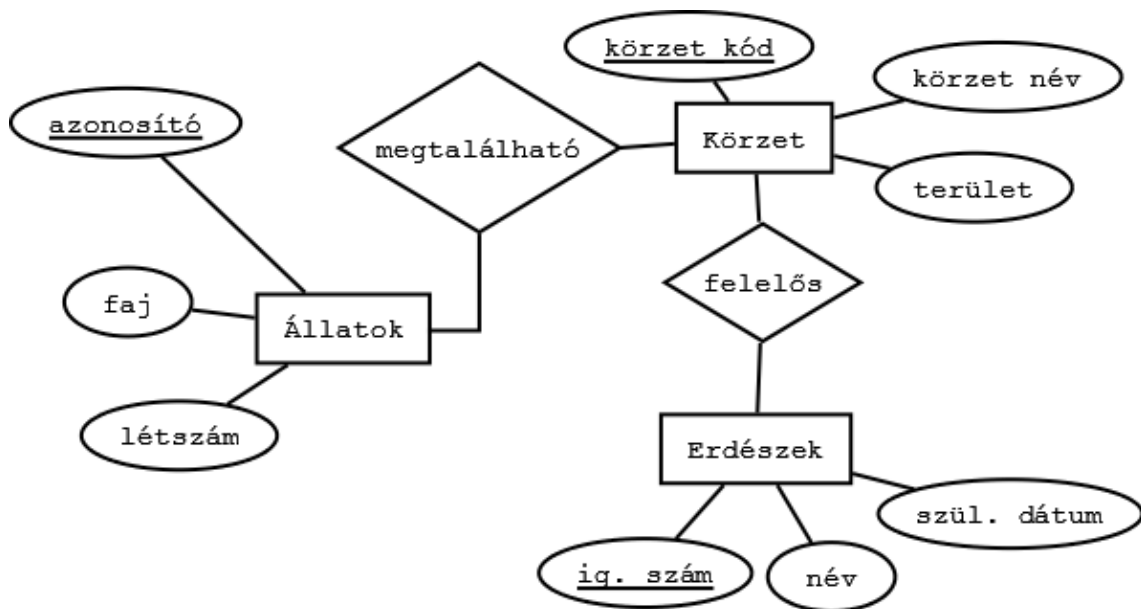 körzet kód
körzet név
azonosító
megtalálható
Körzet
terület
felelős
faj
Állatok
létszám
Erdészek
szül. dátum
ig. szám
név